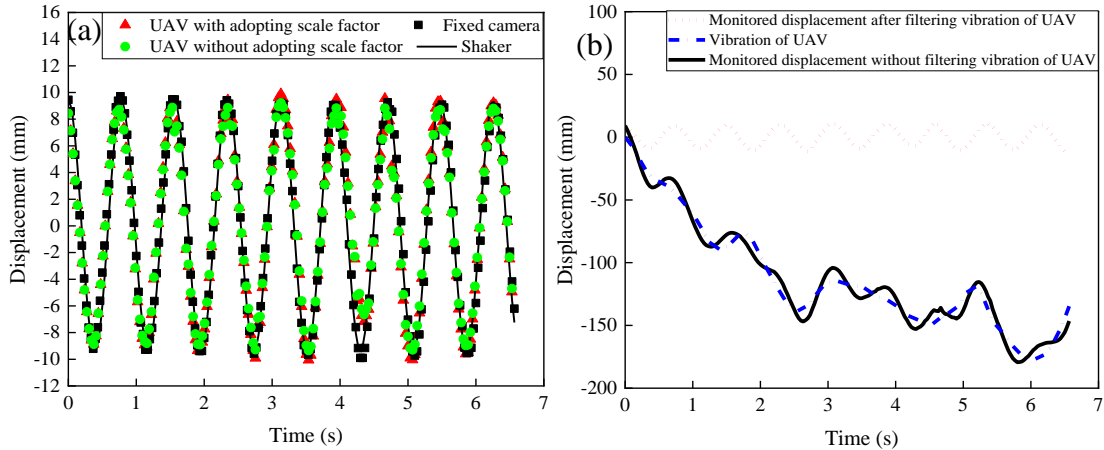 (a)
UAV with adopting scale factor
Fixed camera
UAV without adopting scale factor
Shaker
16
14
12
10
8
6
4
2
0
-2
-4
-6
-8
-10
-12
Displacement (mm)
0 1 2 3 4 5 6 7
Time (s)
(b)
Monitored displacement after filtering vibration of UAV
Vibration of UAV
Monitored displacement without filtering vibration of UAV
100
50
0
-50
-100
-150
-200
Displacement (mm)
0 1 2 3 4 5 6 7
Time (s)